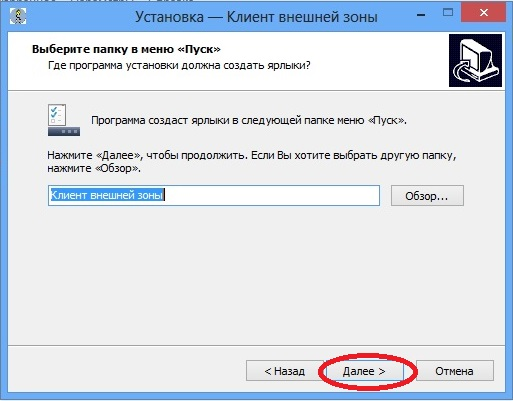 Установка — Клиент внешней зоны
Выберите папку в меню «Пуск»
Где программа установки должна создать ярлыки?
Программа создаст ярлыки в следующей папке меню «Пуск».
Нажмите «Далее», чтобы продолжить. Если Вы хотите выбрать другую папку,
нажмите «Обзор».
Клиент внешней зоны
Обзор...
< Назад
Далее >
Отмена